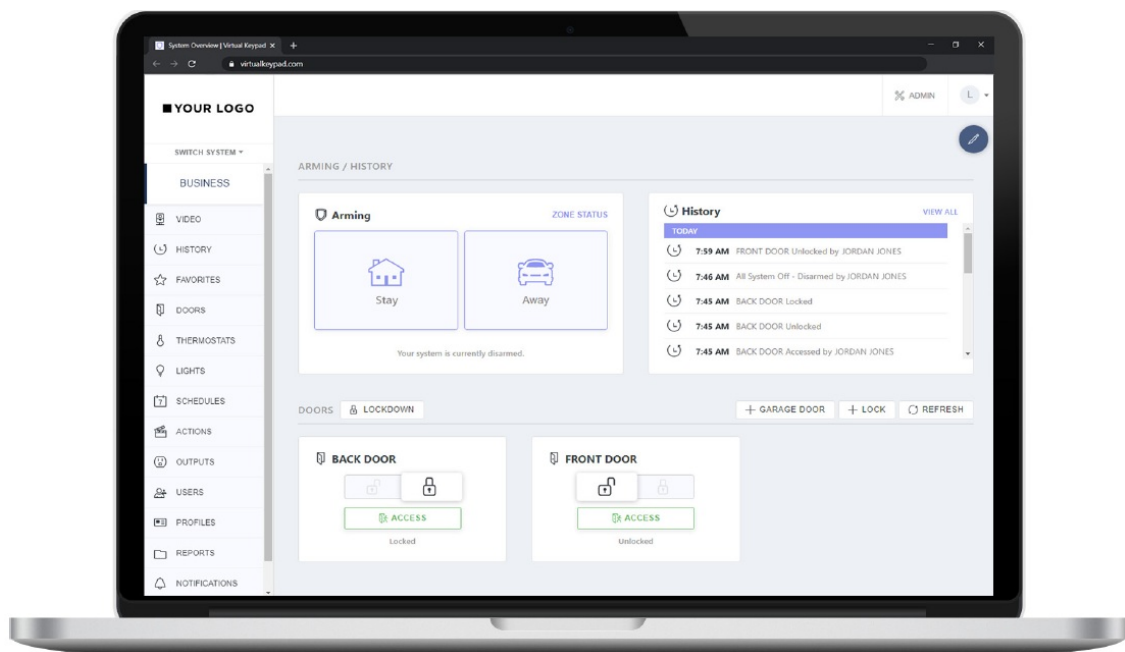 System Overview | Virtual Keypad
virtualkeypad.com
YOUR LOGO
ADMIN
L
SWITCH SYSTEM
BUSINESS
VIDEO
HISTORY
FAVORITES
DOORS
THERMOSTATS
LIGHTS
SCHEDULES
ACTIONS
OUTPUTS
USERS
PROFILES
REPORTS
NOTIFICATIONS
ARMING / HISTORY
Arming
ZONE STATUS
Stay
Away
Your system is currently disarmed.
History
VIEW ALL
TODAY
7:59 AM FRONT DOOR Unlocked by JORDAN JONES
7:46 AM All System Off - Disarmed by JORDAN JONES
7:45 AM BACK DOOR Locked
7:45 AM BACK DOOR Unlocked
7:45 AM BACK DOOR Accessed by JORDAN JONES
DOORS
LOCKDOWN
GARAGE DOOR
LOCK
REFRESH
BACK DOOR
ACCESS
Locked
FRONT DOOR
ACCESS
Unlocked